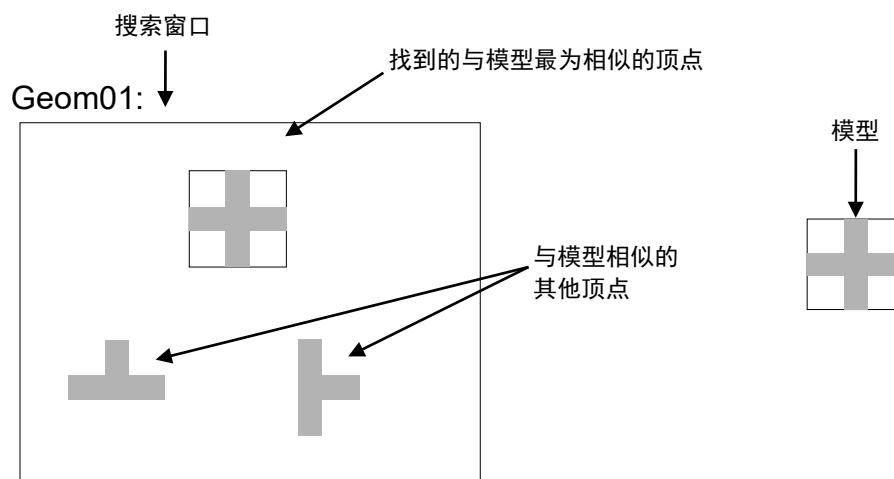 搜索窗口
找到的与模型最为相似的顶点
Geom01:
模型
与模型相似的
其他顶点